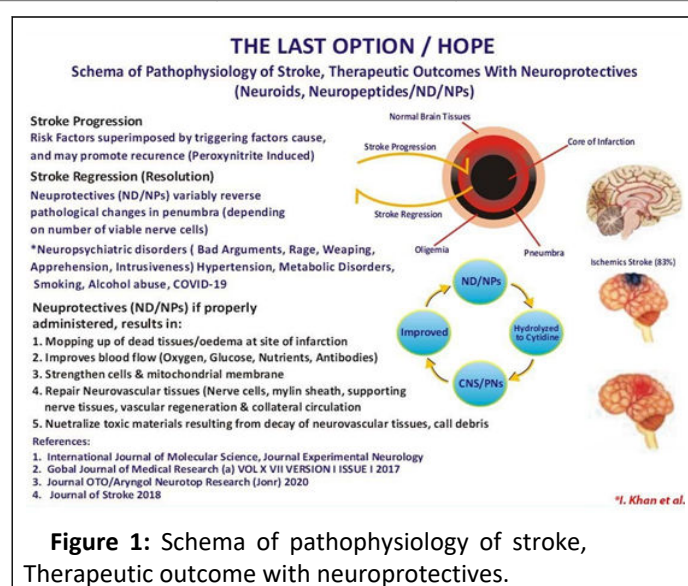 THE LAST OPTION / HOPE
Schema of Pathophysiology of Stroke, Therapeutic Outcomes With Neuroprotectives
(Neuroids, Neuropeptides/ND/NPs)
Stroke Progression
Risk Factors superimposed by triggering factors cause,
and may promote recurence (Peroxynitrite Induced)
Stroke Regression (Resolution)
Neuprotectives (ND/NPs) variably reverse
pathological changes in penumbra (depending
on number of viable nerve cells)
*Neuropsychiatric disorders ( Bad Arguments, Rage, Weaping,
Apprehension, Intrusiveness) Hypertension, Metabolic Disorders,
Smoking, Alcohol abuse, COVID-19
Normal Brain Tissues
Stroke Progression
Core of Infarction
Stroke Regression
Oligemia
Pneumbra
Ischemics Stroke (83%)
ND/NPs
Hydrolyzed
to Cytidine
CNS/PNs
Improved
Neuprotectives (ND/NPs) if properly
administered, results in:
1. Mopping up of dead tissues/oedema at site of infarction
2. Improves blood flow (Oxygen, Glucose, Nutrients, Antibodies)
3. Strengthen cells & mitochondrial membrane
4. Repair Neurovascular tissues (Nerve cells, mylin sheath, supporting
nerve tissues, vascular regeneration & collateral circulation
5. Nuetralize toxic materials resulting from decay of neurovascular tissues, call debris
References:
1. International Journal of Molecular Science, Journal Experimental Neurology
2. Gobal Journal of Medical Research (a) VOL X VII VERSION I ISSUE I 2017
3. Journal OTO/Aryngol Neurotop Research (Jonr) 2020
4. Journal of Stroke 2018
*I. Khan et al.
Figure 1: Schema of pathophysiology of stroke,
Therapeutic outcome with neuroprotectives.